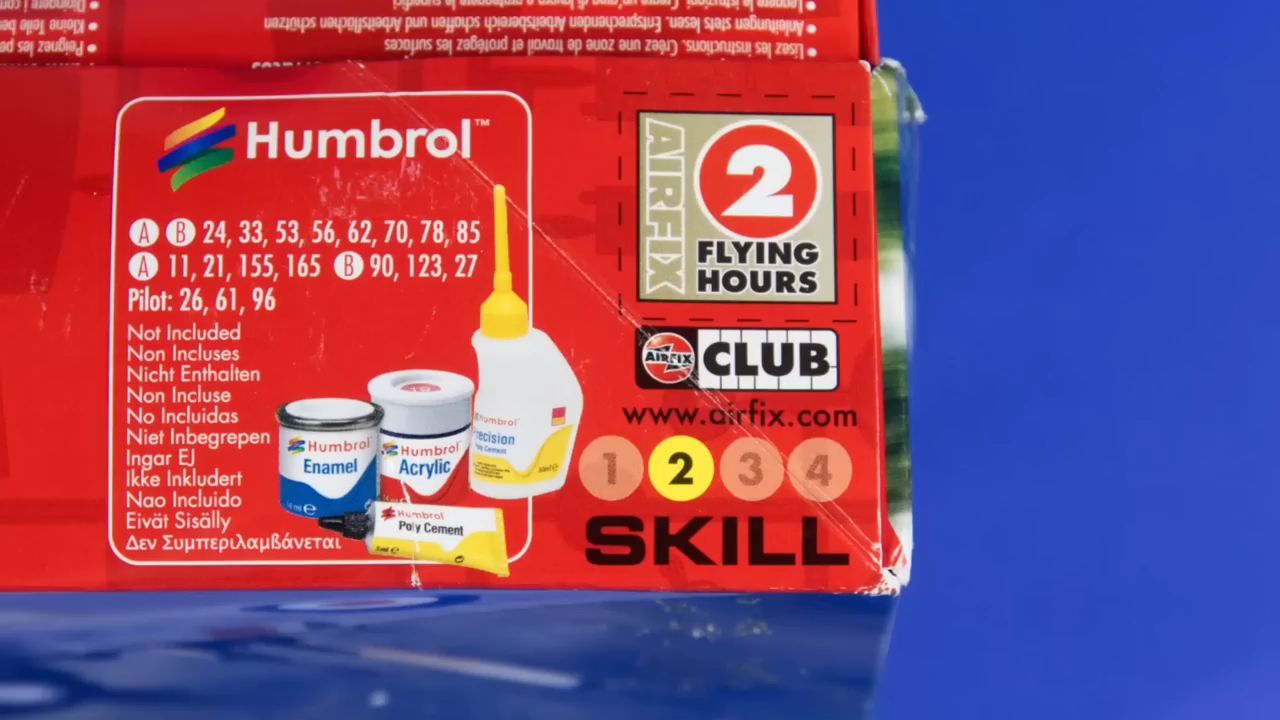 Lisez les instructions. Créez une zone de travail et protégez les surfaces
Anleitungen stets lesen. Entsprechenden Arbeitsbereich schaffen und Arbeitsflächen schützen
Peignez les
Kleine Teile
Humbrol™
A B 24, 33, 53, 56, 62, 70, 78, 85
A 11, 21, 155, 165 B 90, 123, 27
Pilot: 26, 61, 96
Not Included
Non Incluses
Nicht Enthalten
Non Incluse
No Incluidas
Niet Inbegrepen
Ingar EJ
Ikke Inkludert
Nao Incluido
Eivät Sisälly
Δεν Συμπεριλαμβάνεται
Humbrol
Enamel
14 ml e
Humbrol
Acrylic
Humbrol
Poly Cement
Humbrol
Poly Cement
AIRFIX
2
FLYING
HOURS
AIRFIX
CLUB
www.airfix.com
1 2 3 4
SKILL